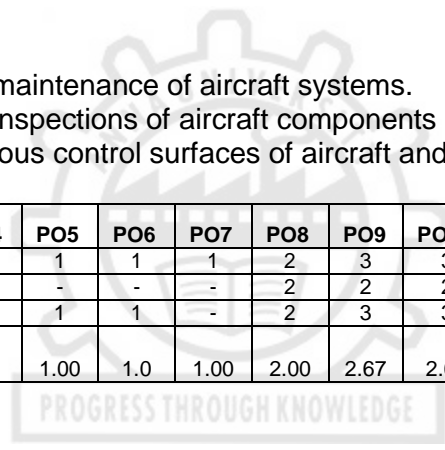 maintenance of aircraft systems.
inspections of aircraft components
control surfaces of aircraft and
PO5 PO6 PO7 PO8 PO9
1 1 1 2 3 3
- - - 2 2 2
1 1 - 2 3 3
1.00 1.0 1.00 2.00 2.67
PROGRESS THROUGH KNOWLEDGE